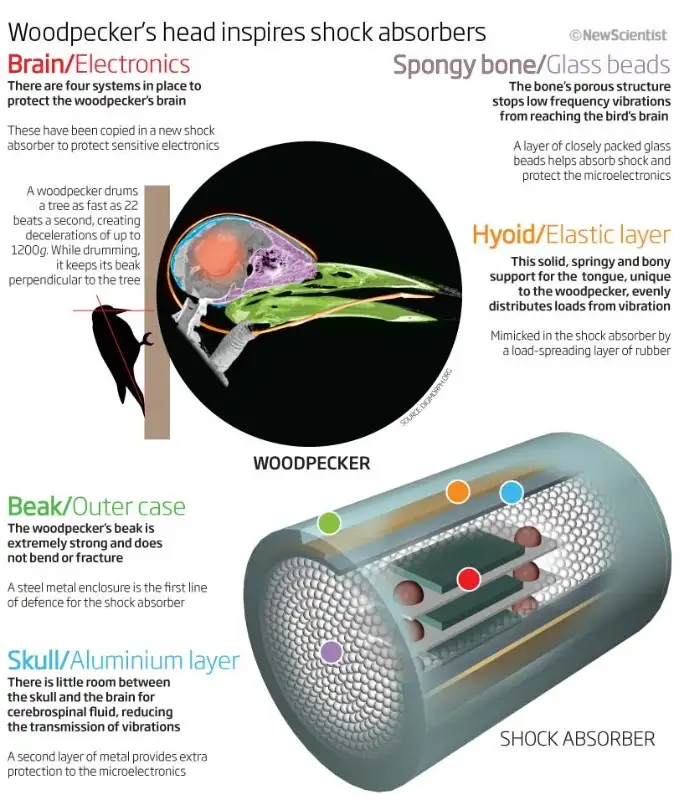 Woodpecker's head inspires shock absorbers
©NewScientist
Brain/Electronics
There are four systems in place to
protect the woodpecker's brain
These have been copied in a new shock
absorber to protect sensitive electronics
Spongy bone/Glass beads
The bone's porous structure
stops low frequency vibrations
from reaching the bird's brain
A layer of closely packed glass
beads helps absorb shock and
protect the microelectronics
A woodpecker drums
a tree as fast as 22
beats a second, creating
decelerations of up to
1200g. While drumming,
it keeps its beak
perpendicular to the tree
Hyoid/Elastic layer
This solid, springy and bony
support for the tongue, unique
to the woodpecker, evenly
distributes loads from vibration
Mimicked in the shock absorber by
a load-spreading layer of rubber
SOURCE: DIGIMORPH.ORG
WOODPECKER
Beak/Outer case
The woodpecker's beak is
extremely strong and does
not bend or fracture
A steel metal enclosure is the first line
of defence for the shock absorber
Skull/Aluminium layer
There is little room between
the skull and the brain for
cerebrospinal fluid, reducing
the transmission of vibrations
A second layer of metal provides extra
protection to the microelectronics
SHOCK ABSORBER